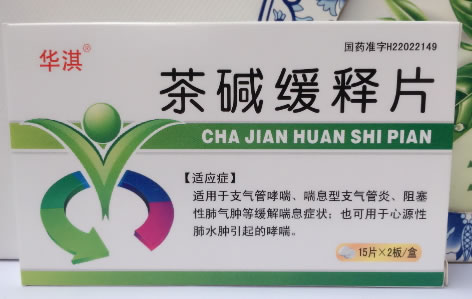 华淇®
国药准字H22022149
茶碱缓释片
CHA JIAN HUAN SHI PIAN
【适应症】
适用于支气管哮喘、喘息型支气管炎、阻塞
性肺气肿等缓解喘息症状；也可用于心源性
肺水肿引起的哮喘。
15片×2板/盒